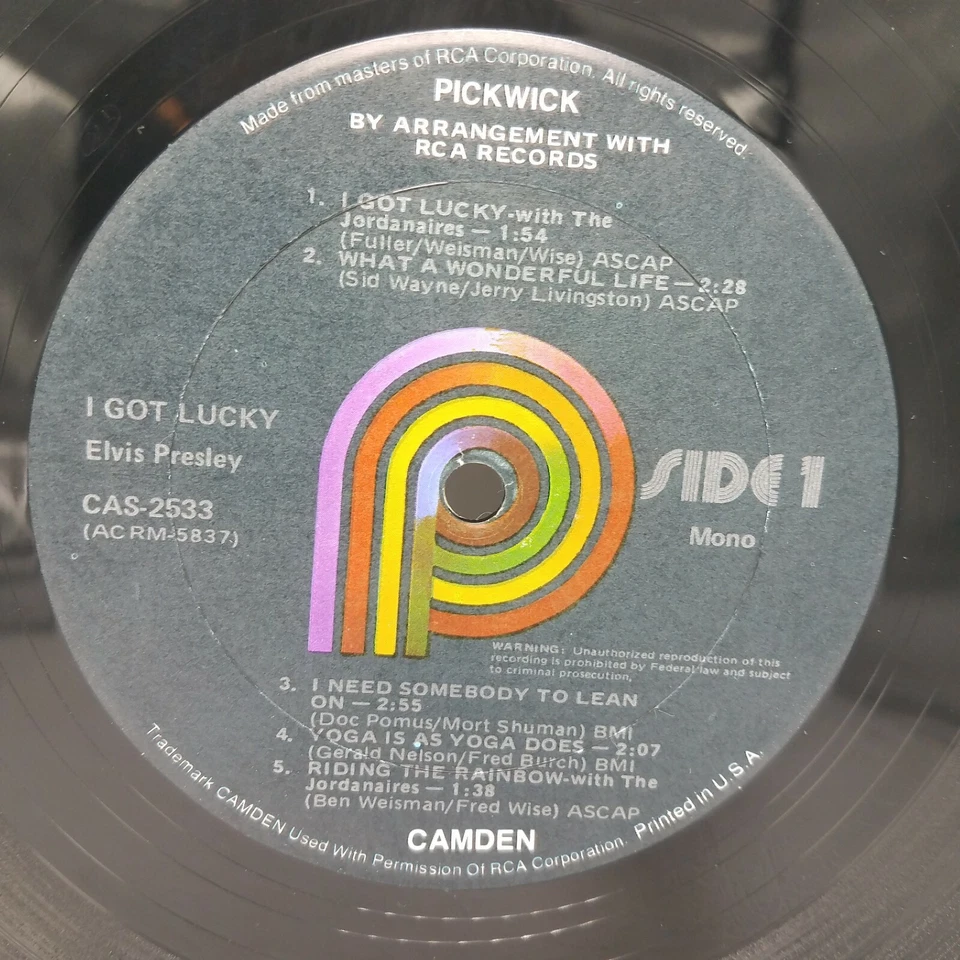 Made from masters of RCA Corporation. All rights reserved.
PICKWICK
BY ARRANGEMENT WITH
RCA RECORDS
1. I GOT LUCKY-with The
Jordanaires — 1:54
(Fuller/Weisman/Wise) ASCAP
2. WHAT A WONDERFUL LIFE — 2:28
(Sid Wayne/Jerry Livingston) ASCAP
I GOT LUCKY
Elvis Presley
CAS-2533
(ACRM-5837)
SIDE 1
Mono
WARNING: Unauthorized reproduction of this
recording is prohibited by Federal law and subject
to criminal prosecution.
3. I NEED SOMEBODY TO LEAN
ON — 2:55
(Doc Pomus/Mort Shuman) BMI
4. YOGA IS AS YOGA DOES — 2:07
(Gerald Nelson/Fred Burch) BMI
5. RIDING THE RAINBOW-with The
Jordanaires — 1:38
(Ben Weisman/Fred Wise) ASCAP
CAMDEN
Trademark CAMDEN Used With Permission Of RCA Corporation. Printed in U.S.A.